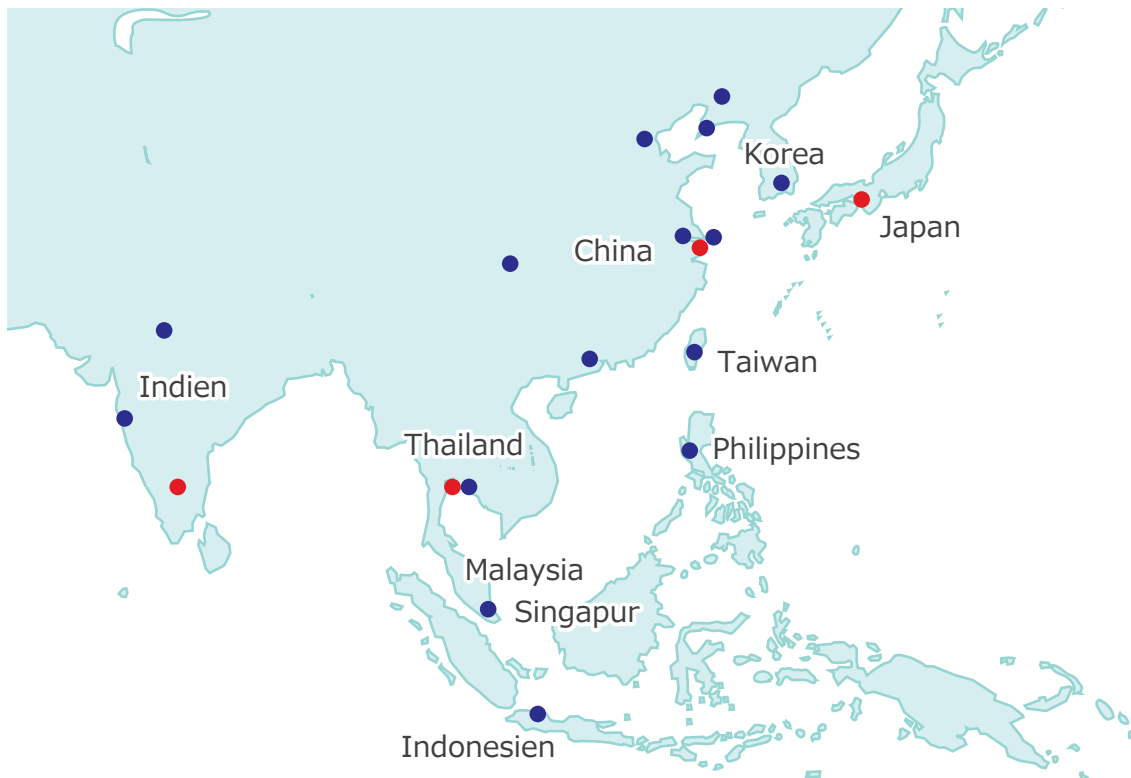 Korea
Japan
China
Taiwan
Indien
Thailand
Philippines
Malaysia
Singapur
Indonesien